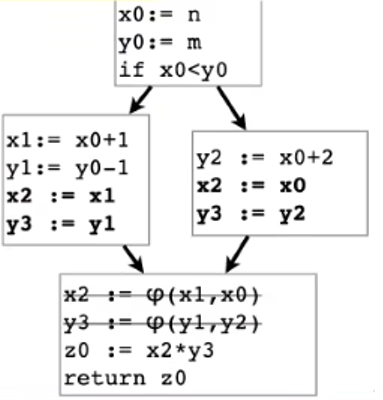 x0:= n
y0:= m
if x0<y0
x1:= x0+1
y1:= y0-1
x2 := x1
y3 := y1
y2 := x0+2
x2 := x0
y3 := y2
x2 := φ(x1,x0)
y3 := φ(y1,y2)
z0 := x2*y3
return z0